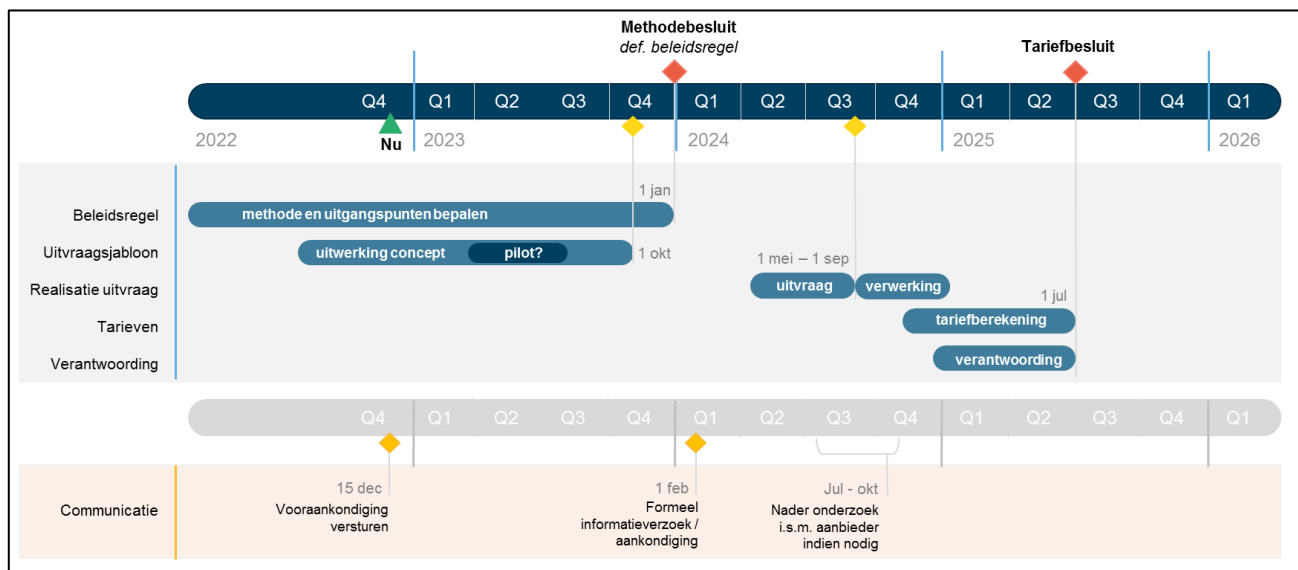 Methodebesluit
def. beleidsregel
Tariefbesluit
Q4 Q1 Q2 Q3 Q4 Q1 Q2 Q3 Q4 Q1 Q2 Q3 Q4 Q1
2022 Nu 2023 2024 2025 2026
1 jan
Beleidsregel methode en uitgangspunten bepalen
Uitvraagsjabloon uitwerking concept pilot? 1 okt
1 mei – 1 sep
Realisatie uitvraag uitvraag verwerking
1 jul
Tarieven tariefberekening
Verantwoording verantwoording
Q4 Q1 Q2 Q3 Q4 Q1 Q2 Q3 Q4 Q1 Q2 Q3 Q4 Q1
Communicatie
15 dec
Vooraankondiging
versturen
1 feb
Formeel
informatieverzoek /
aankondiging
Jul - okt
Nader onderzoek
i.s.m. aanbieder
indien nodig